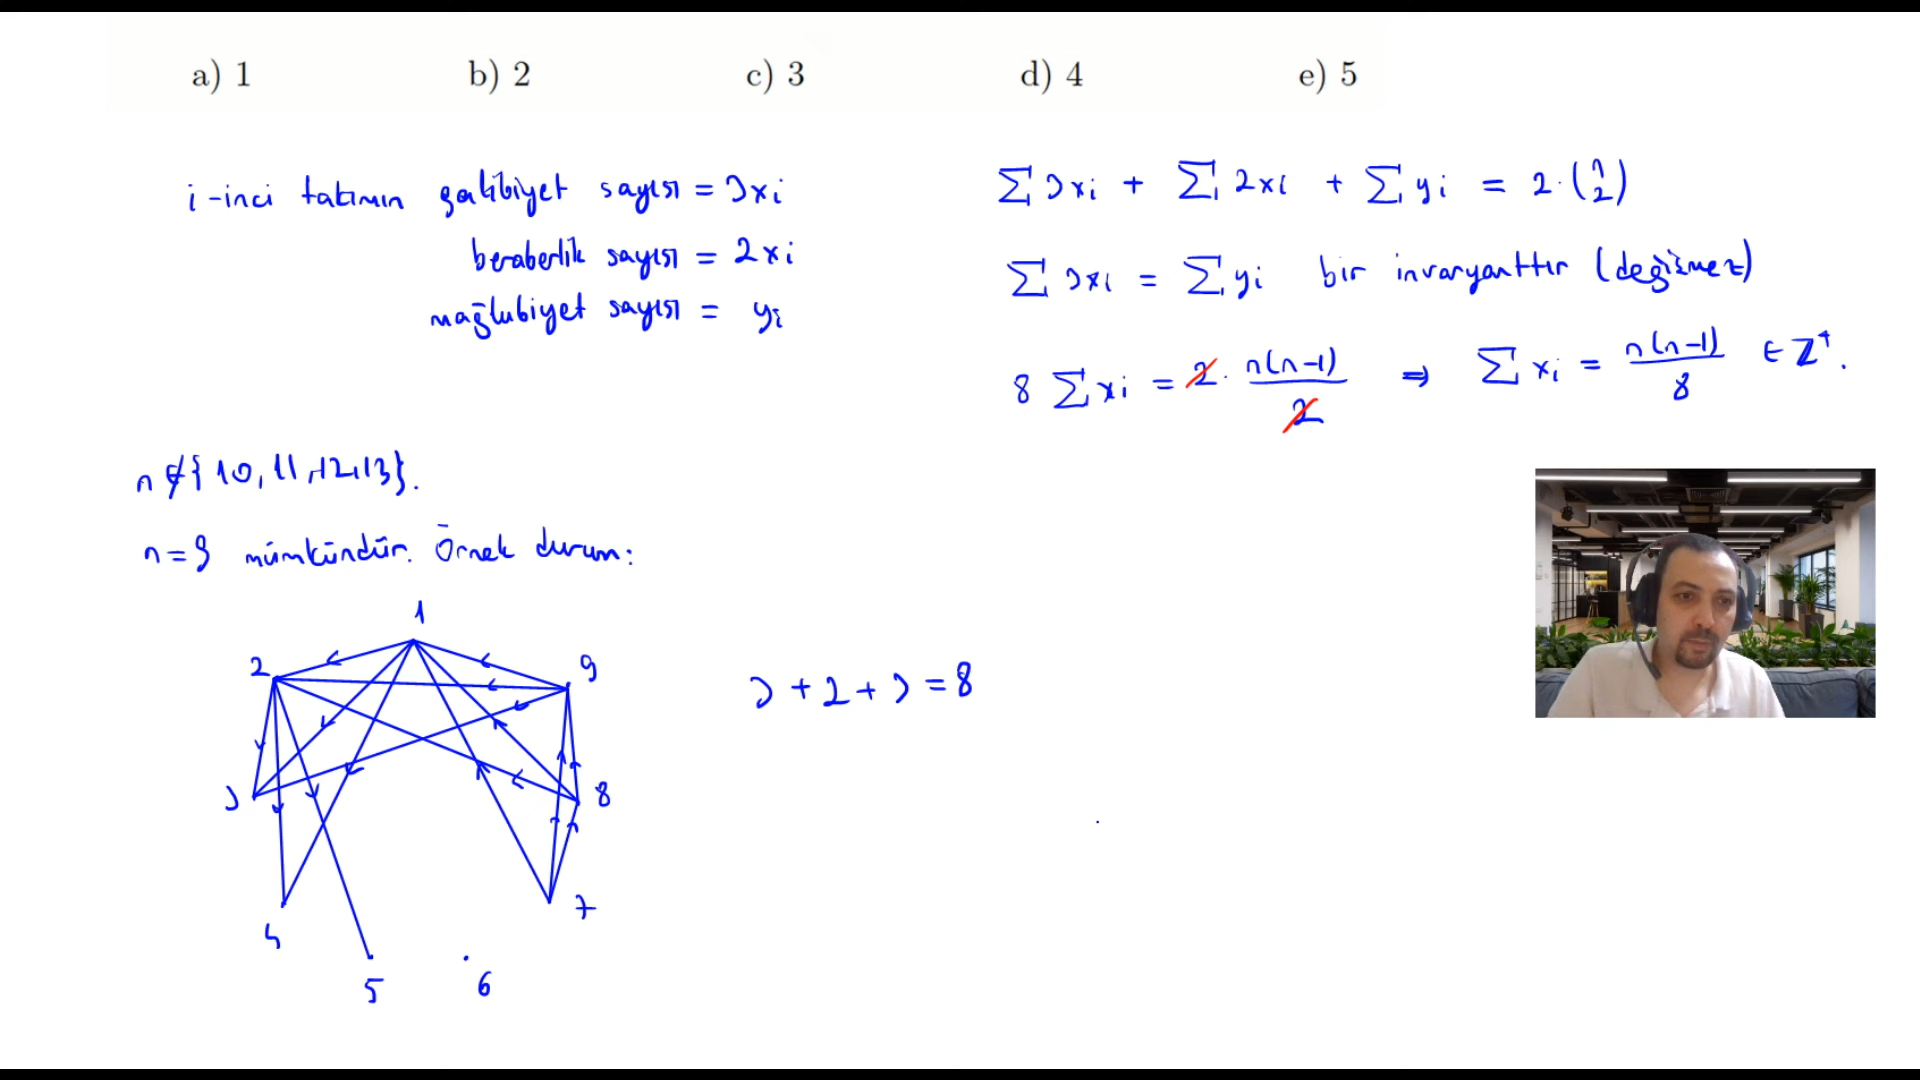 a) 1 b) 2 c) 3 d) 4 e) 5
i-inci takımın galibiyet sayısı = 3xi
beraberlik sayısı = 2xi
mağlubiyet sayısı = yi
∑ 3xi + ∑ 2xi + ∑ yi = 2·(n 2)
∑ 3xi = ∑ yi bir invaryanttır (değişmez)
8 ∑ xi = 2 · n(n-1)/2 ⇒ ∑ xi = n(n-1)/8 ∈ Z⁺.
n ∉ {10, 11, 12, 13}.
n = 9 mümkündür. Örnek durum:
1
2
9
3
8
4
7
5
6
3 + 2 + 3 = 8